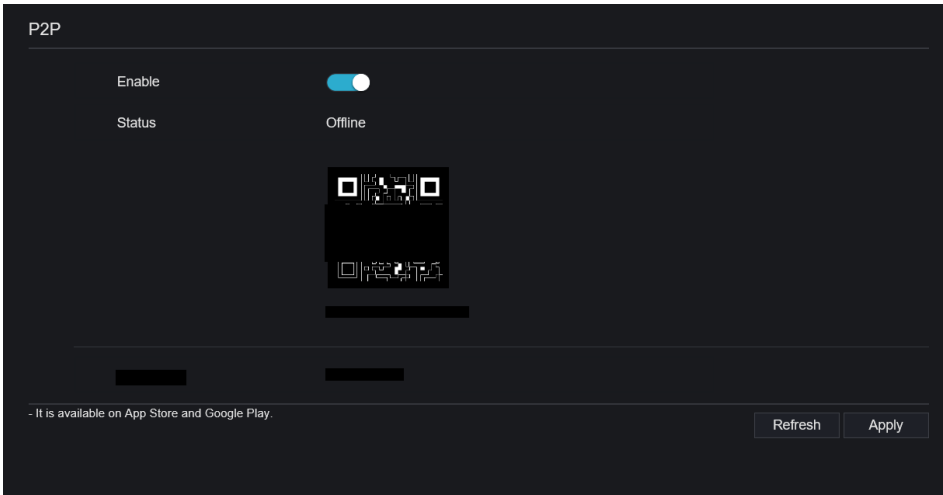 P2P
Enable
Status
Offline
- It is available on App Store and Google Play.
Refresh
Apply